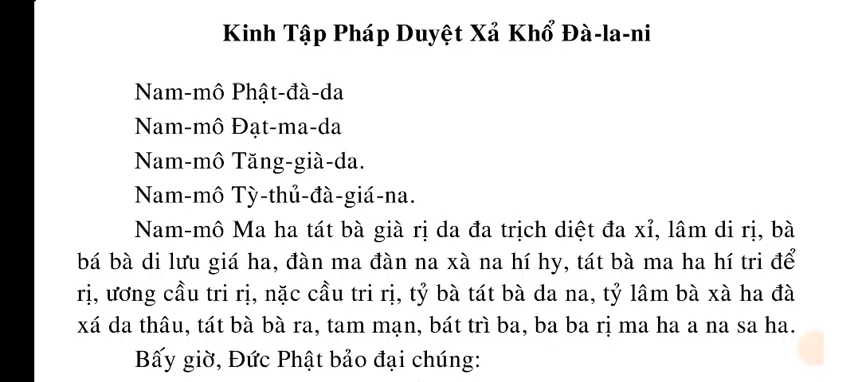 Kinh Tập Pháp Duyệt Xả Khổ Đà-la-ni
Nam-mô Phật-đà-da
Nam-mô Đạt-ma-da
Nam-mô Tăng-già-da.
Nam-mô Tỳ-thủ-đà-giá-na.
Nam-mô Ma ha tát bà già rị da đa trịch diệt đa xỉ, lâm di rị, bà
bá bà di lưu giá ha, đàn ma đàn na xà na hí hy, tát bà ma ha hí tri để
rị, ương cầu tri rị, nặc cầu tri rị, tỷ bà tát bà da na, tỷ lâm bà xà ha đà
xá da thâu, tát bà bà ra, tam mạn, bát trì ba, ba ba rị ma ha a na sa ha.
Bấy giờ, Đức Phật bảo đại chúng: